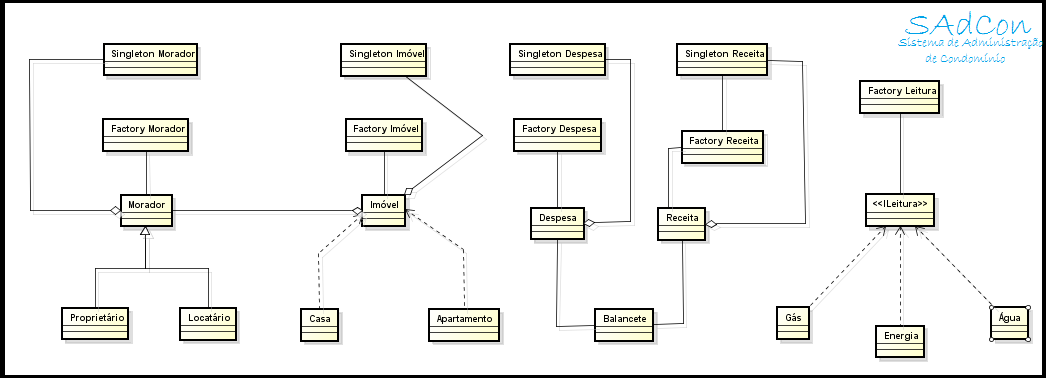 SAdCon
Sistema de Administração
de Condomínio
Singleton Morador
Singleton Imóvel
Singleton Despesa
Singleton Receita
Factory Leitura
Factory Morador
Factory Imóvel
Factory Despesa
Factory Receita
Morador
Imóvel
Despesa
Receita
<<ILeitura>>
Proprietário
Locatário
Casa
Apartamento
Balancete
Gás
Energia
Água